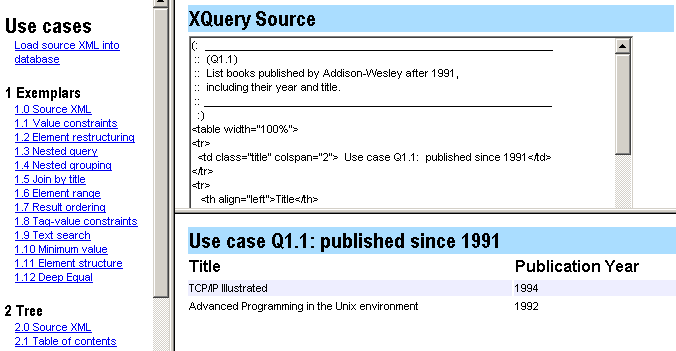 Use cases
Load source XML into
database
1 Exemplars
1.0 Source XML
1.1 Value constraints
1.2 Element restructuring
1.3 Nested query
1.4 Nested grouping
1.5 Join by title
1.6 Element range
1.7 Result ordering
1.8 Tag-value constraints
1.9 Text search
1.10 Minimum value
1.11 Element structure
1.12 Deep Equal
2 Tree
2.0 Source XML
2.1 Table of contents
XQuery Source
(: ____________________________________________________________
:: (Q1.1)
:: List books published by Addison-Wesley after 1991,
:: including their year and title.
:: ____________________________________________________________
:)
<table width="100%">
<tr>
<td class="title" colspan="2"> Use case Q1.1: published since 1991</td>
</tr>
<tr>
<th align="left">Title</th>
Use case Q1.1: published since 1991
Title Publication Year
TCP/IP Illustrated 1994
Advanced Programming in the Unix environment 1992